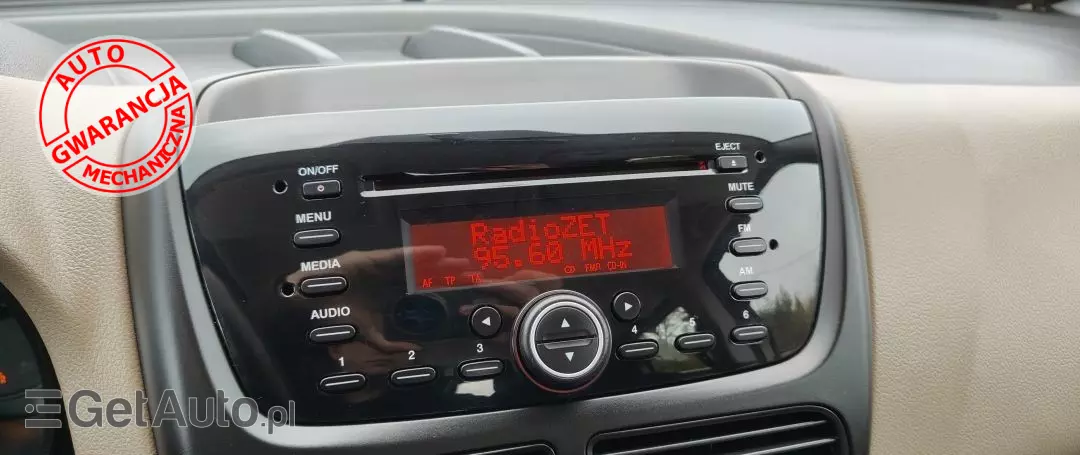 AUTO
GWARANCJA
MECHANICZNA
ON/OFF
EJECT
MENU
MUTE
RadioZET
95.60 MHz
FM
MEDIA
AF TP TA CD FMR CD-IN
AM
AUDIO
1 2 3 4 5 6
GetAuto.pl